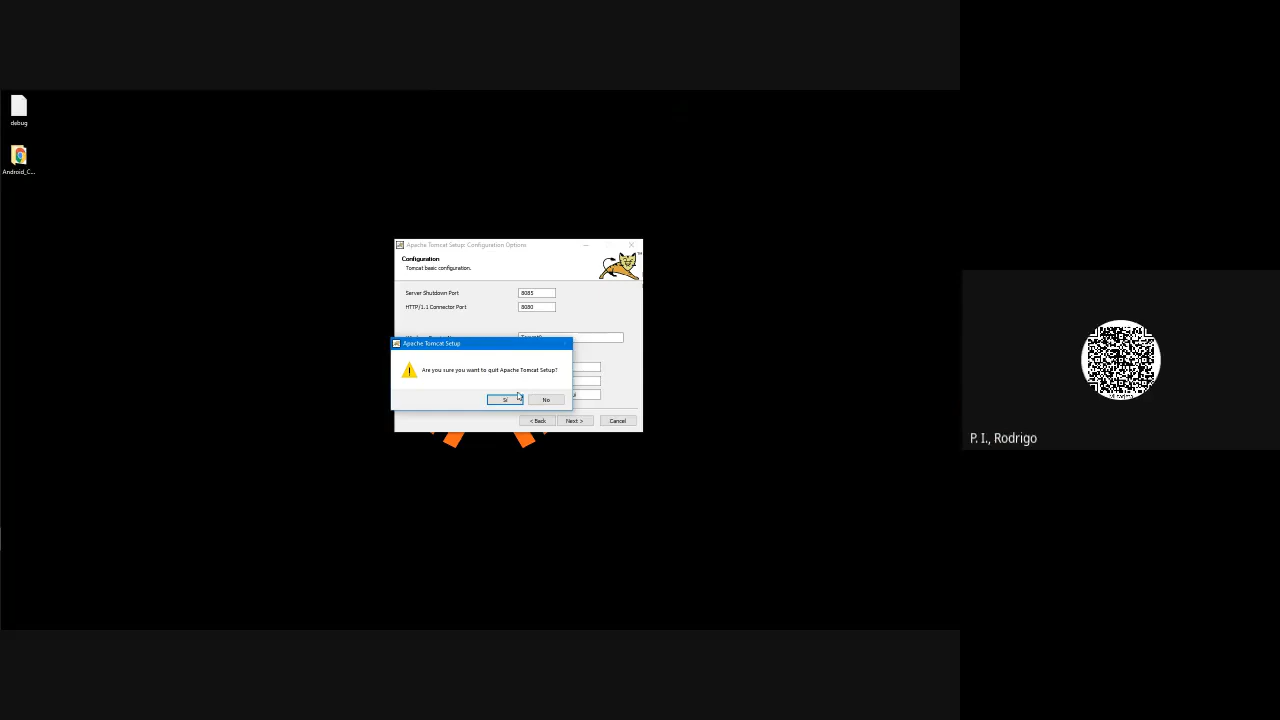 debug
Android_C...
Apache Tomcat Setup: Configuration Options
Configuration
Tomcat basic configuration.
TM
Server Shutdown Port
8085
HTTP/1.1 Connector Port
8080
Apache Tomcat Setup
Are you sure you want to quit Apache Tomcat Setup?
Sí
No
< Back
Next >
Cancel
P. I., Rodrigo